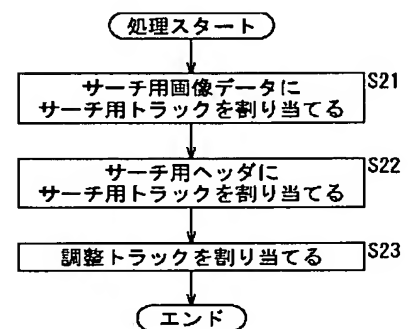 処理スタート
サーチ用画像データに
サーチ用トラックを割り当てる
S21
サーチ用ヘッダに
サーチ用トラックを割り当てる
S22
調整トラックを割り当てる
S23
エンド